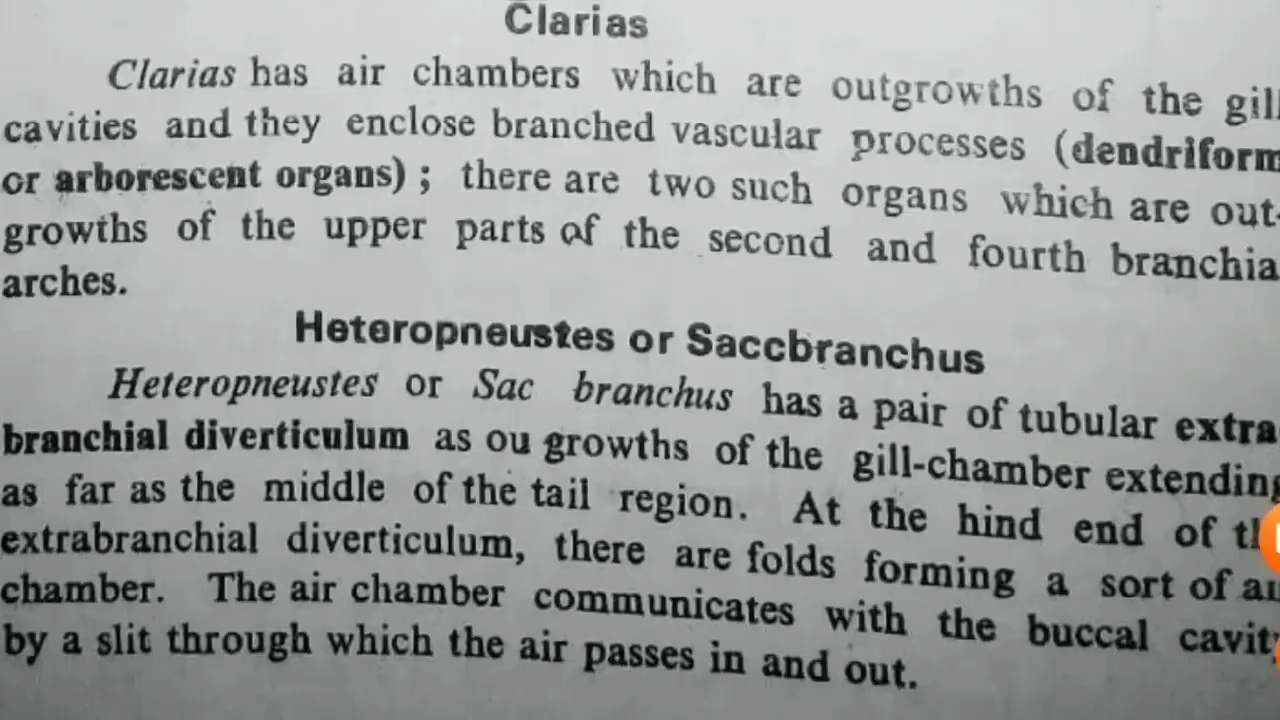 Clarias
Clarias has air chambers which are outgrowths of the gill
cavities and they enclose branched vascular processes (dendriform
or arborescent organs) ; there are two such organs which are out-
growths of the upper parts of the second and fourth branchia
arches.
Heteropneustes or Saccbranchus
Heteropneustes or Sac branchus has a pair of tubular extra
branchial diverticulum as ou growths of the gill-chamber extending
as far as the middle of the tail region. At the hind end of th
extrabranchial diverticulum, there are folds forming a sort of
chamber. The air chamber communicates with the buccal cavit
by a slit through which the air passes in and out.